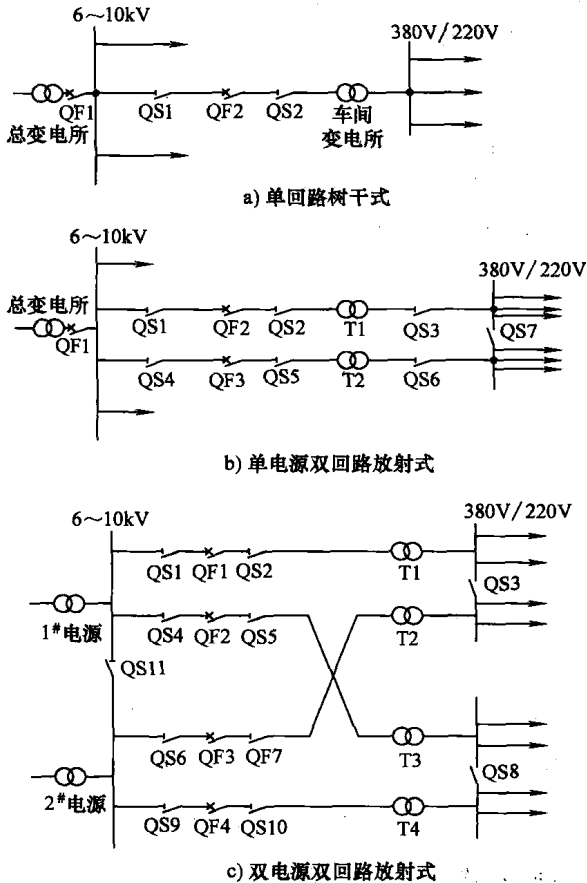 6～10kV
380V/220V
QF1 QS1 QF2 QS2 车间
总变电所 变电所
a) 单回路树干式
6～10kV
380V/220V
总变电所
QF1 QS1 QF2 QS2 T1 QS3 QS7
QS4 QF3 QS5 T2 QS6
b) 单电源双回路放射式
6～10kV
380V/220V
QS1 QF1 QS2 T1
QS3
1#电源 QS4 QF2 QS5 T2
QS11
QS6 QF3 QF7 T3
QS8
2#电源
QS9 QF4 QS10 T4
c) 双电源双回路放射式